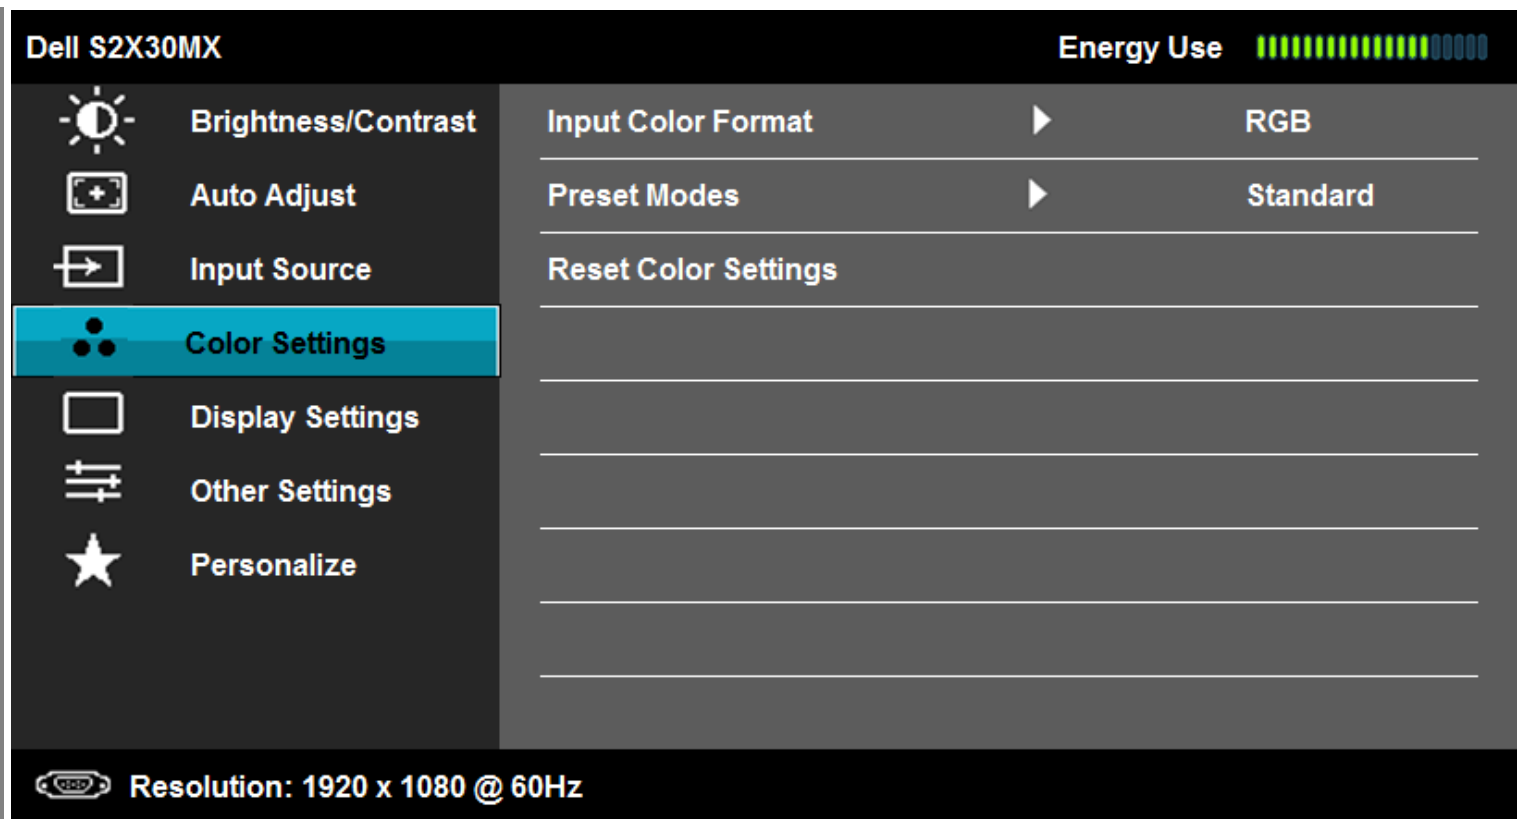 Dell S2X30MX Energy Use
Brightness/Contrast Input Color Format RGB
Auto Adjust Preset Modes Standard
Input Source Reset Color Settings
Color Settings
Display Settings
Other Settings
Personalize
Resolution: 1920 x 1080 @ 60Hz